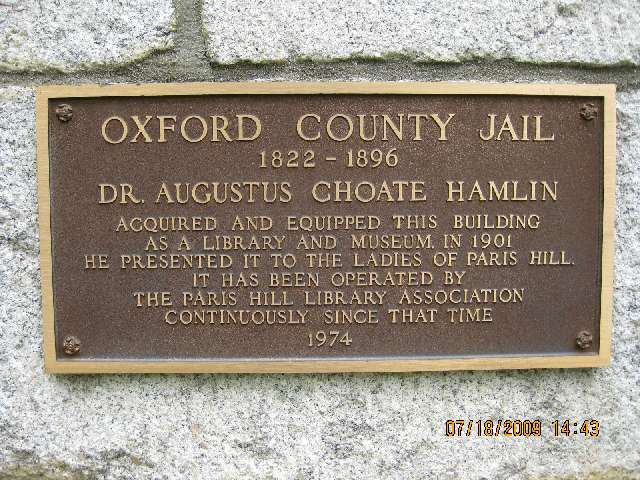 OXFORD COUNTY JAIL
1822 - 1896
DR. AUGUSTUS CHOATE HAMLIN
ACQUIRED AND EQUIPPED THIS BUILDING
AS A LIBRARY AND MUSEUM. IN 1901
HE PRESENTED IT TO THE LADIES OF PARIS HILL.
IT HAS BEEN OPERATED BY
THE PARIS HILL LIBRARY ASSOCIATION
CONTINUOUSLY SINCE THAT TIME
1974
07/18/2009 14:43